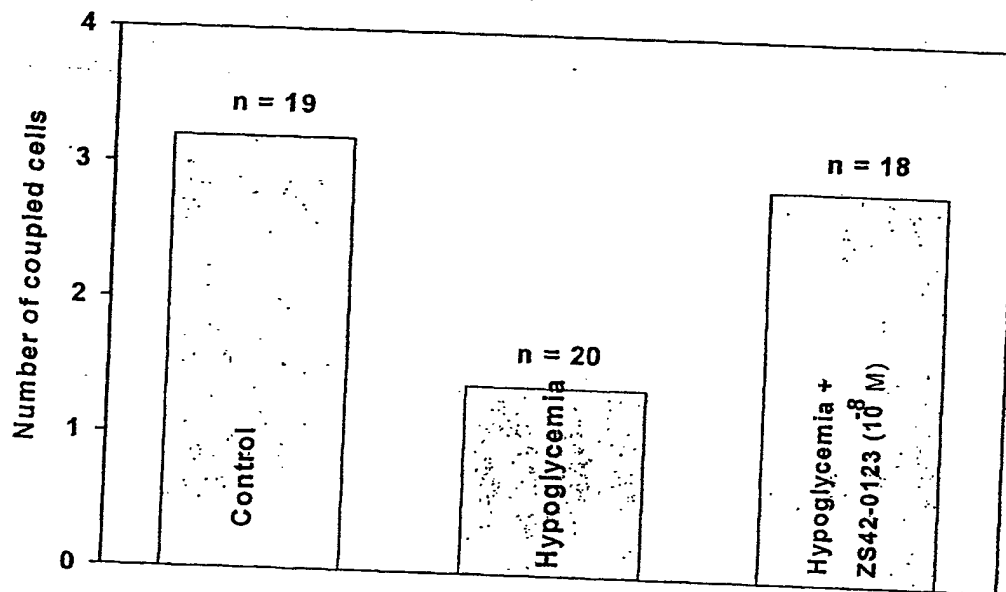 Number of coupled cells
4
3
2
1
0
n = 19
Control
n = 20
Hypoglycemia
n = 18
Hypoglycemia +
ZS42-0123 (10⁻⁸ M)